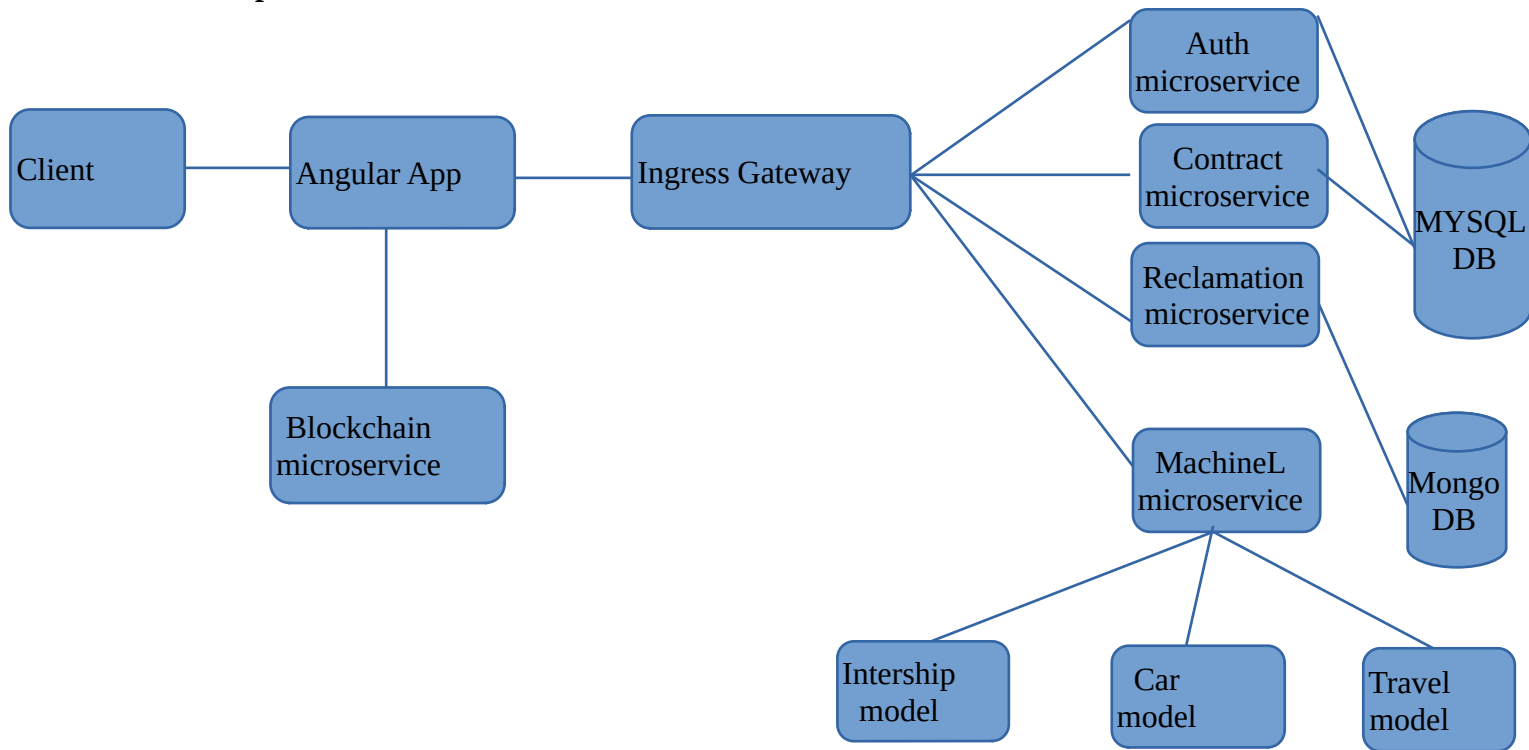 Client
Angular App
Ingress Gateway
Auth
microservice
Contract
microservice
Reclamation
microservice
MYSQL
DB
Blockchain
microservice
MachineL
microservice
Mongo
DB
Intership
model
Car
model
Travel
model